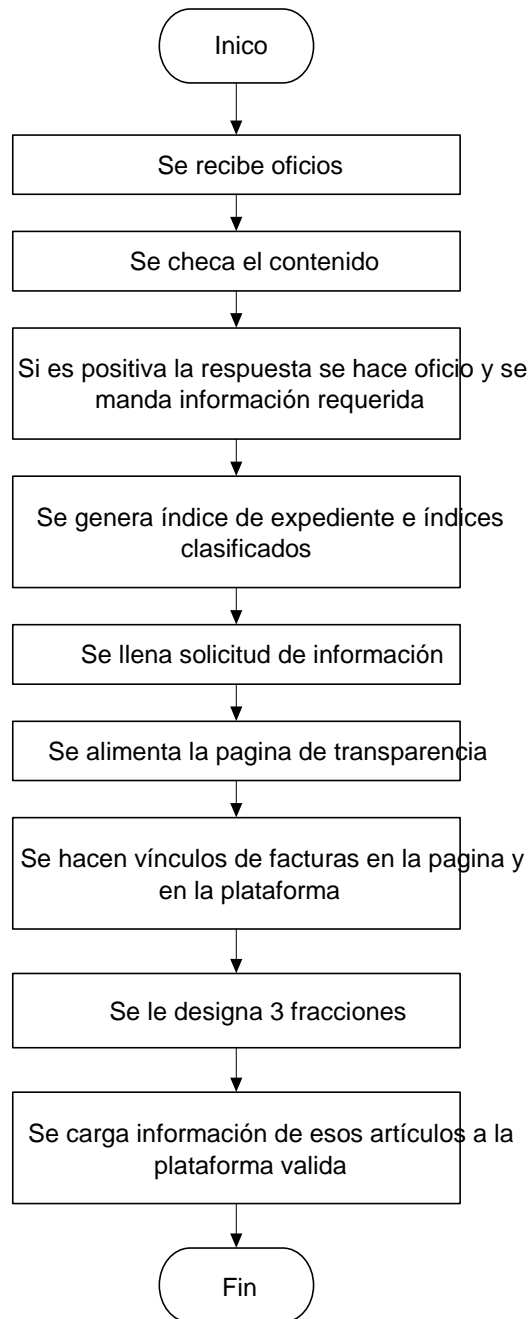 Inico
Se recibe oficios
Se checa el contenido
Si es positiva la respuesta se hace oficio y se
manda información requerida
Se genera índice de expediente e índices
clasificados
Se llena solicitud de información
Se alimenta la pagina de transparencia
Se hacen vínculos de facturas en la pagina y
en la plataforma
Se le designa 3 fracciones
Se carga información de esos artículos a la
plataforma valida
Fin